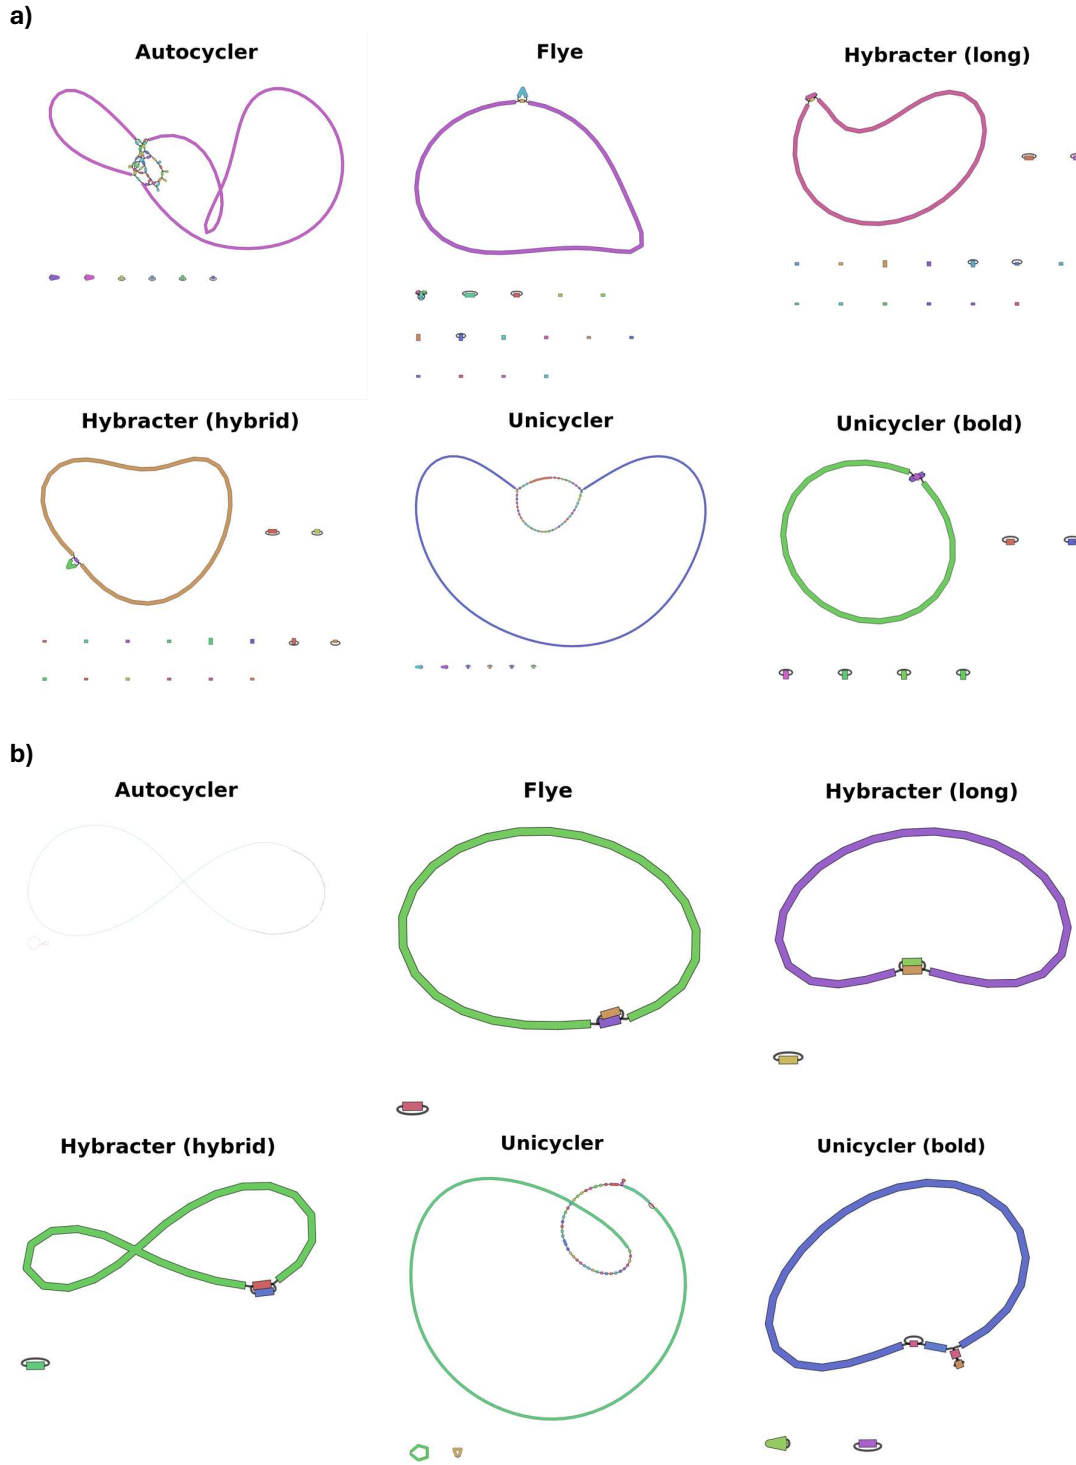 a)
Autocycler
Flye
Hybracter (long)
Hybracter (hybrid)
Unicycler
Unicycler (bold)
b)
Autocycler
Flye
Hybracter (long)
Hybracter (hybrid)
Unicycler
Unicycler (bold)